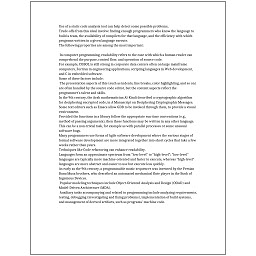 Use of a static code analysis tool can help detect some possible problems.
Trade-offs from this ideal involve finding enough programmers who know the language to
build a team, the availability of compilers for that language, and the efficiency with which
programs written in a given language execute.
The following properties are among the most important:

In computer programming, readability refers to the ease with which a human reader can
comprehend the purpose, control flow, and operation of source code.
For example, COBOL is still strong in corporate data centers often on large mainframe
computers, Fortran in engineering applications, scripting languages in Web development,
and C in embedded software.
Some of these factors include:
The presentation aspects of this (such as indents, line breaks, color highlighting, and so on)
are often handled by the source code editor, but the content aspects reflect the
programmer's talent and skills.
In the 9th century, the Arab mathematician Al-Kindi described a cryptographic algorithm
for deciphering encrypted code, in A Manuscript on Deciphering Cryptographic Messages.
Some text editors such as Emacs allow GDB to be invoked through them, to provide a visual
environment.
Provided the functions in a library follow the appropriate run-time conventions (e.g.,
method of passing arguments), then these functions may be written in any other language.
This can be a non-trivial task, for example as with parallel processes or some unusual
software bugs.
Many programmers use forms of Agile software development where the various stages of
formal software development are more integrated together into short cycles that take a few
weeks rather than years.
Techniques like Code refactoring can enhance readability.
Languages form an approximate spectrum from "low-level" to "high-level"; "low-level"
languages are typically more machine-oriented and faster to execute, whereas "high-level"
languages are more abstract and easier to use but execute less quickly.
As early as the 9th century, a programmable music sequencer was invented by the Persian
Banu Musa brothers, who described an automated mechanical flute player in the Book of
Ingenious Devices.
Popular modeling techniques include Object-Oriented Analysis and Design (OOAD) and
Model-Driven Architecture (MDA).
Auxiliary tasks accompanying and related to programming include analyzing requirements,
testing, debugging (investigating and fixing problems), implementation of build systems,
and management of derived artifacts, such as programs' machine code.